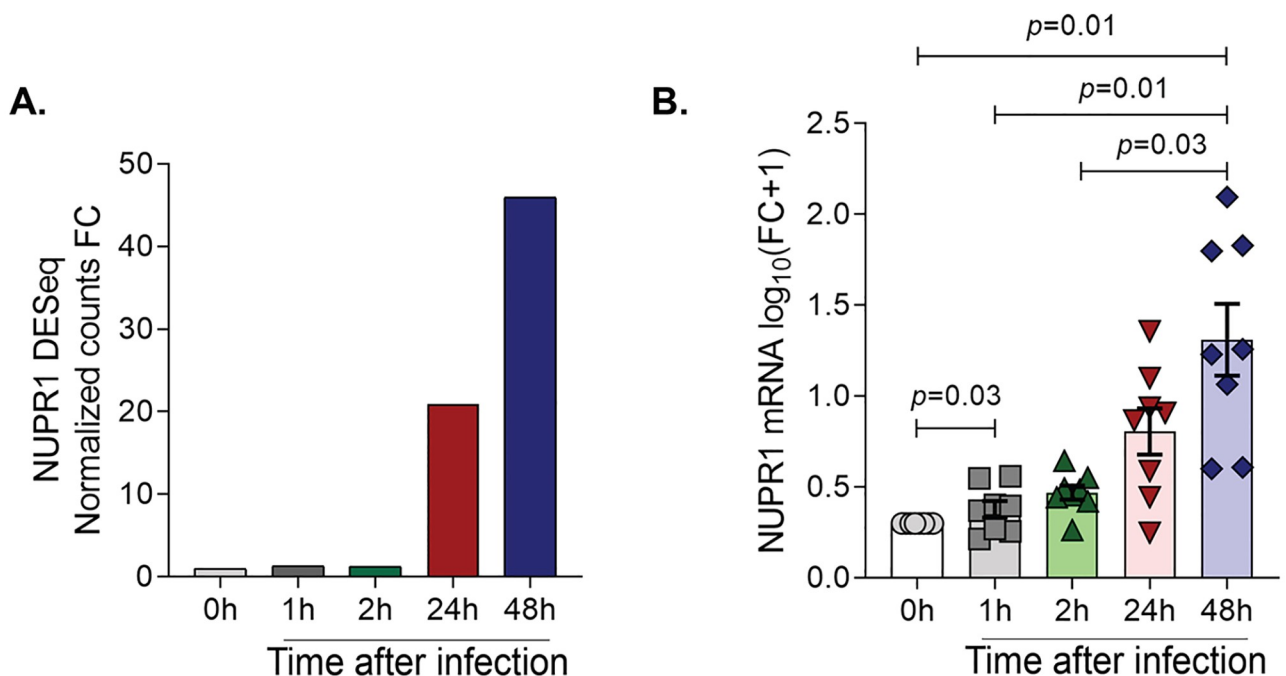 A.
NUPR1 DESeq
Normalized counts FC
50
40
30
20
10
0
0h 1h 2h 24h 48h
Time after infection
B.
NUPR1 mRNA log10(FC+1)
2.5
2.0
1.5
1.0
0.5
0.0
p=0.01
p=0.01
p=0.03
p=0.03
0h 1h 2h 24h 48h
Time after infection